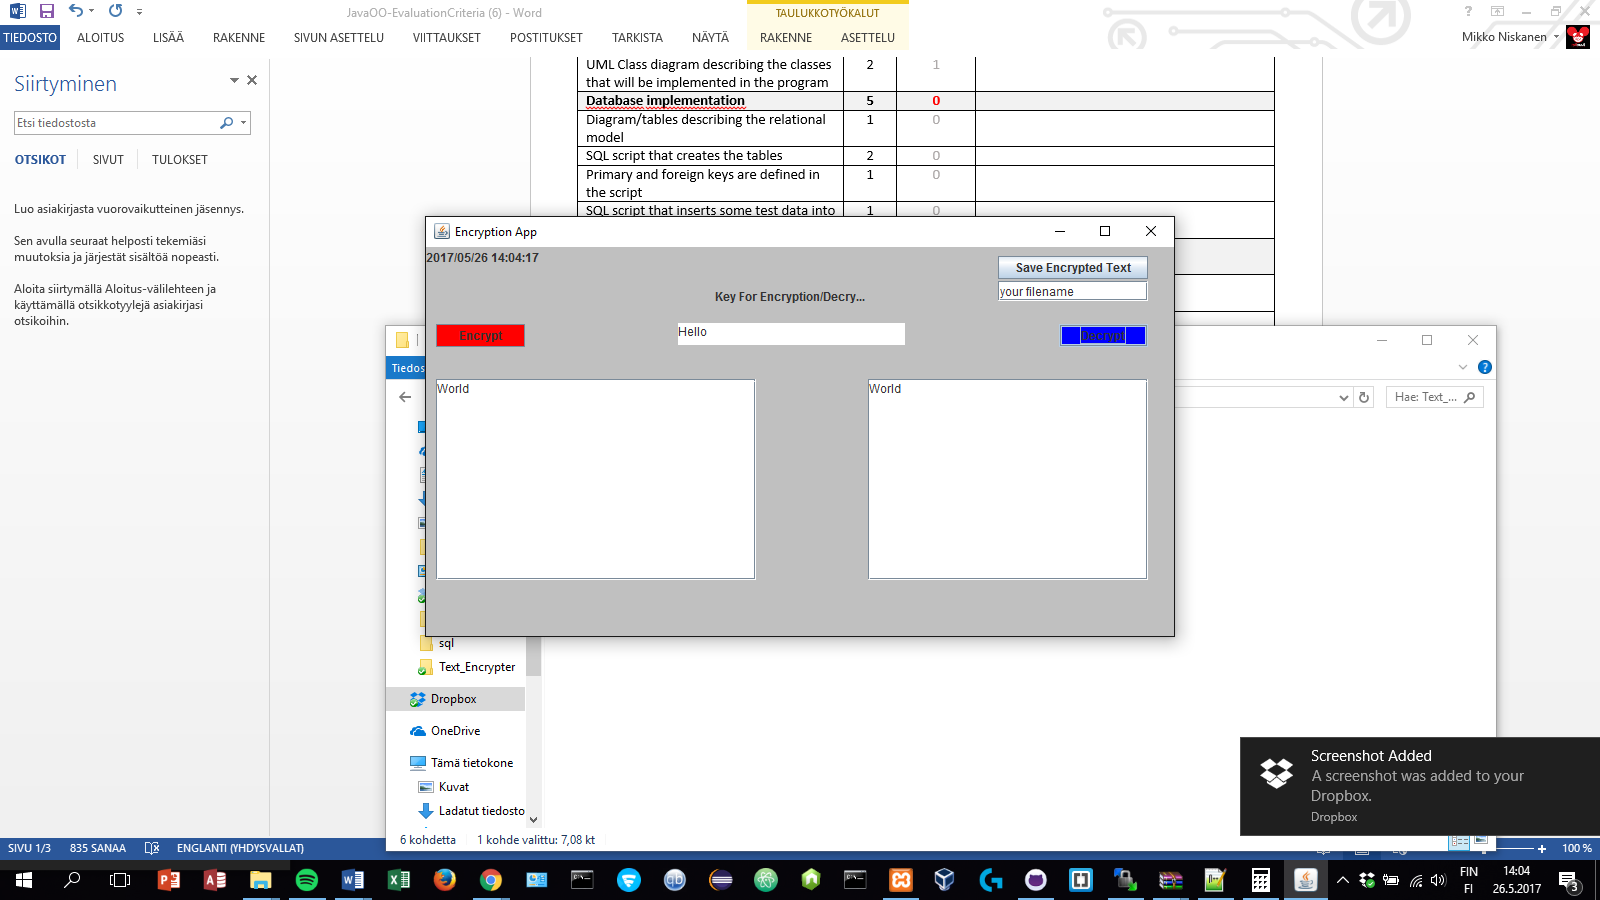 JavaOO-EvaluationCriteria (6) - Word
TAULUKKOTYÖKALUT
TIEDOSTO ALOITUS LISÄÄ RAKENNE SIVUN ASETTELU VIITTAUKSET POSTITUKSET TARKISTA NÄYTÄ RAKENNE ASETTELU
Mikko Niskanen
Siirtyminen
Etsi tiedostosta
OTSIKOT SIVUT TULOKSET
Luo asiakirjasta vuorovaikutteinen jäsennys.
Sen avulla seuraat helposti tekemiäsi
muutoksia ja järjestät sisältöä nopeasti.
Aloita siirtymällä Aloitus-välilehteen ja
käyttämällä otsikkotyylejä asiakirjasi
otsikoihin.
UML Class diagram describing the classes 2 1
that will be implemented in the program
Database implementation 5 0
Diagram/tables describing the relational 1 0
model
SQL script that creates the tables 2 0
Primary and foreign keys are defined in 1 0
the script
SQL script that inserts some test data into 1 0
Encryption App
2017/05/26 14:04:17
Save Encrypted Text
your filename
Key For Encryption/Decry...
Encrypt
Hello
Decrypt
World
World
Tiedos
Hae: Text_...
sql
Text_Encrypter
Dropbox
OneDrive
Tämä tietokone
Kuvat
Ladatut tiedosto
6 kohdetta 1 kohde valittu: 7,08 kt
Screenshot Added
A screenshot was added to your
Dropbox.
Dropbox
SIVU 1/3 835 SANAA ENGLANTI (YHDYSVALLAT)
100 %
FIN
FI
14:04
26.5.2017
3